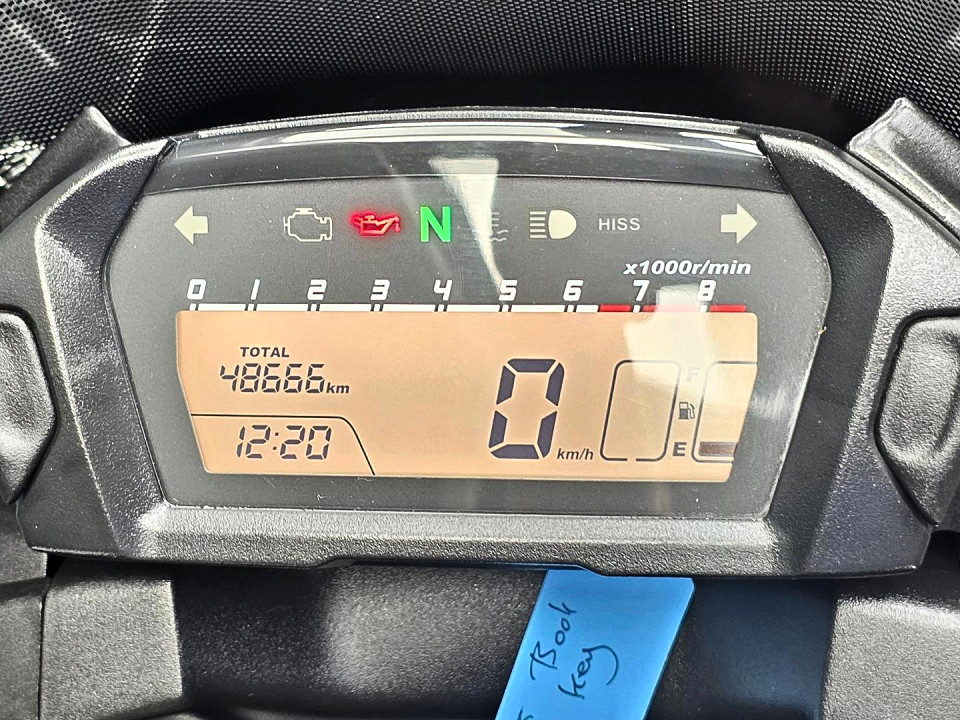 N HISS
x1000r/min
0 1 2 3 4 5 6 7 8
TOTAL
48666km
12:20
0 km/h
F
E
Book
key